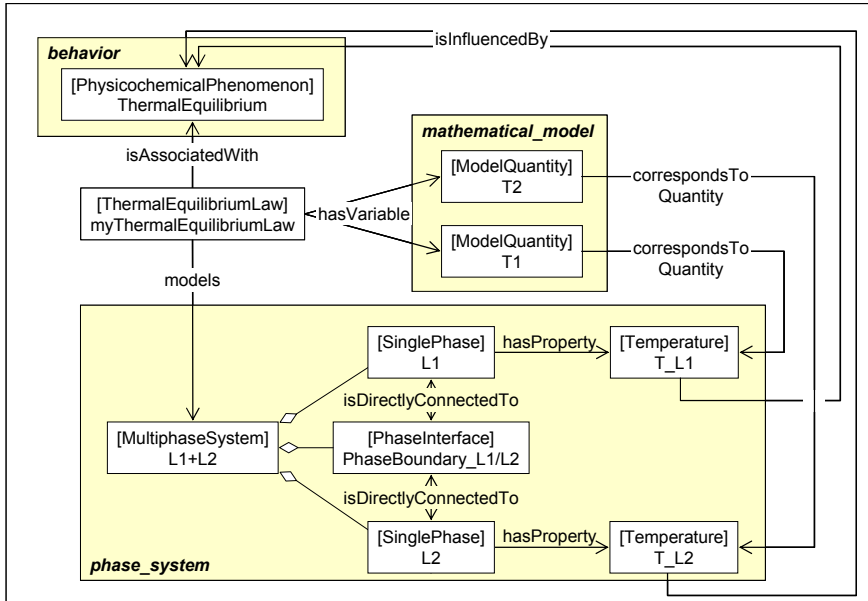 isInfluencedBy
behavior
[PhysicochemicalPhenomenon]
ThermalEquilibrium
mathematical_model
isAssociatedWith
[ModelQuantity]
T2
correspondsTo
Quantity
[ThermalEquilibriumLaw]
myThermalEquilibriumLaw
hasVariable
[ModelQuantity]
T1
correspondsTo
Quantity
models
[SinglePhase]
L1
hasProperty
[Temperature]
T_L1
isDirectlyConnectedTo
[MultiphaseSystem]
L1+L2
[PhaseInterface]
PhaseBoundary_L1/L2
isDirectlyConnectedTo
[SinglePhase]
L2
hasProperty
[Temperature]
T_L2
phase_system